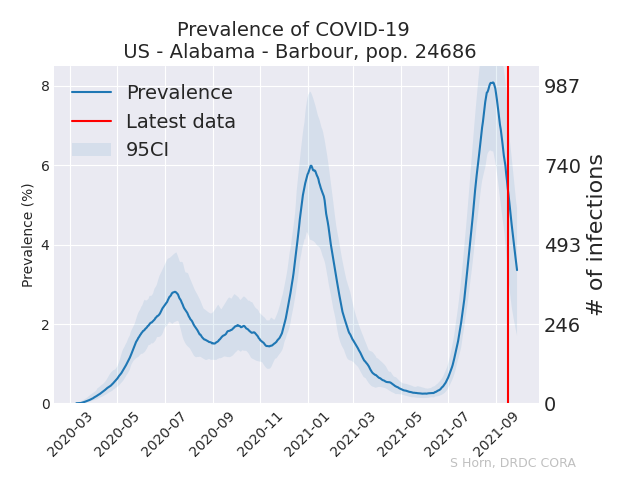 Prevalence of COVID-19
US - Alabama - Barbour, pop. 24686
Prevalence
Latest data
95CI
Prevalence (%)
8
6
4
2
0
987
740
493
246
0
# of infections
2020-03
2020-05
2020-07
2020-09
2020-11
2021-01
2021-03
2021-05
2021-07
2021-09
S Horn, DRDC CORA